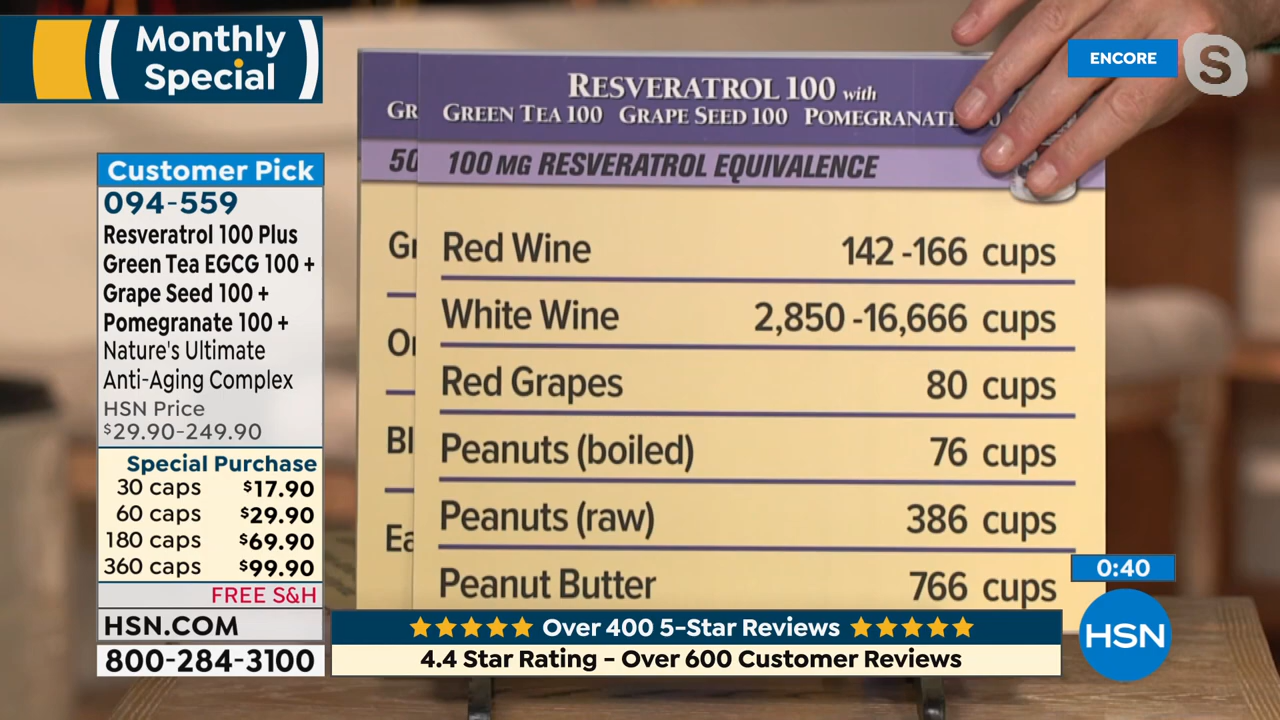 ( Monthly
Special )
ENCORE
S
Customer Pick
094-559
Resveratrol 100 Plus
Green Tea EGCG 100 +
Grape Seed 100 +
Pomegranate 100 +
Nature's Ultimate
Anti-Aging Complex
HSN Price
$29.90-249.90
Special Purchase
30 caps $17.90
60 caps $29.90
180 caps $69.90
360 caps $99.90
FREE S&H
HSN.COM
800-284-3100
RESVERATROL 100 with
GREEN TEA 100 GRAPE SEED 100 POMEGRANATE
100 MG RESVERATROL EQUIVALENCE
Red Wine 142 -166 cups
White Wine 2,850 -16,666 cups
Red Grapes 80 cups
Peanuts (boiled) 76 cups
Peanuts (raw) 386 cups
Peanut Butter 766 cups
GR
50
Gr
Bl
Ea
0:40
HSN
Over 400 5-Star Reviews
4.4 Star Rating – Over 600 Customer Reviews